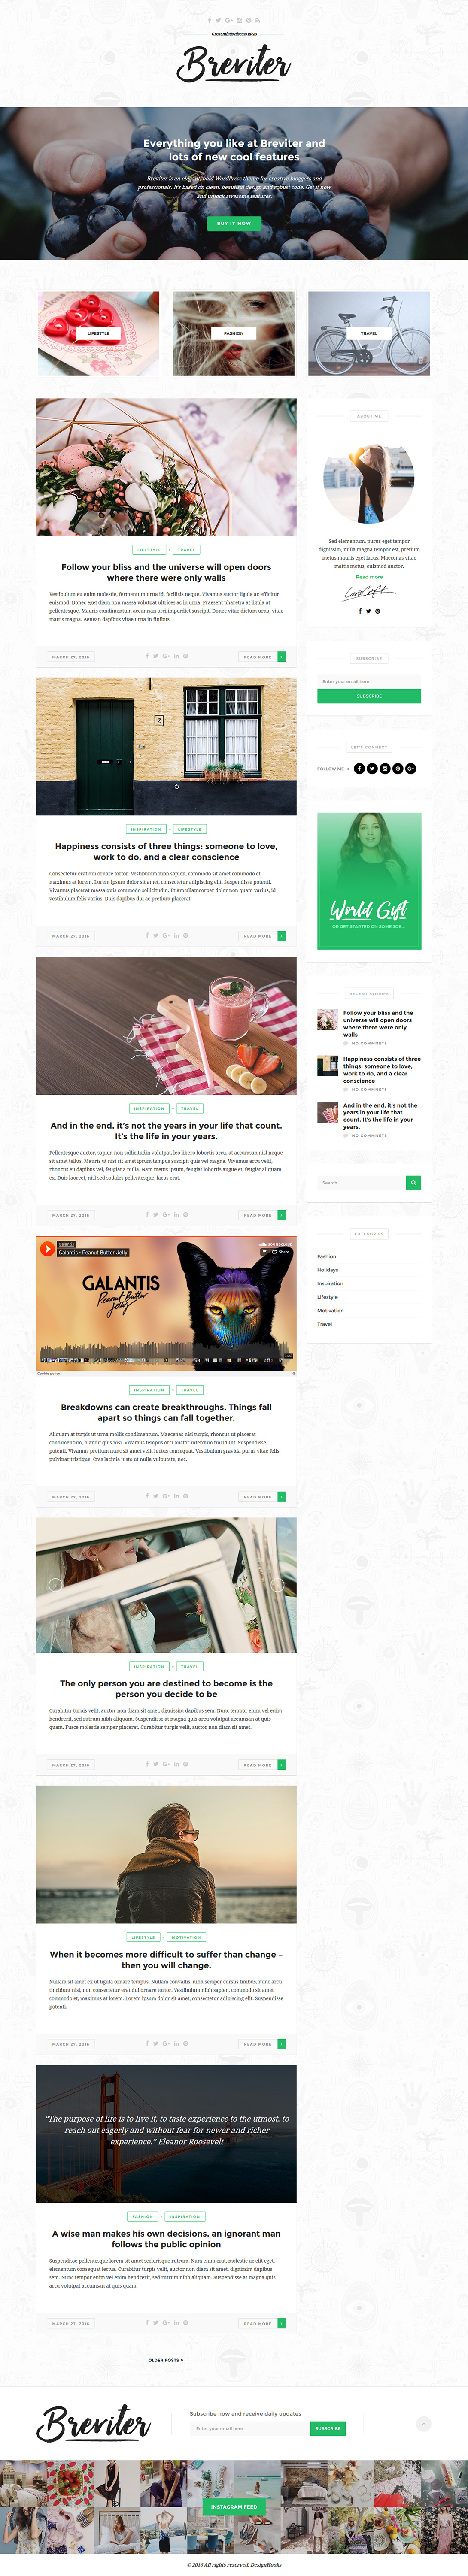 Great minds discuss ideas
Breviter
Everything you like at Breviter and
lots of new cool features
Breviter is an elegant, bold WordPress theme for creative bloggers and
professionals. It's based on clean, beautiful design and robust code. Get it now
and unlock awesome features.
BUY IT NOW
LIFESTYLE
FASHION
TRAVEL
LIFESTYLE
TRAVEL
Follow your bliss and the universe will open doors
where there were only walls
Vestibulum eu enim molestie, fermentum urna id, facilisis neque. Vivamus auctor ligula ac efficitur
euismod. Donec eget diam non massa volutpat ultrices ac in urna. Praesent pharetra ut ligula at
pellentesque. Mauris condimentum accumsan orci imperdiet suscipit. Donec vitae dictum urna, vitae
mattis magna. Aenean dapibus vitae urna in finibus.
MARCH 27, 2016
READ MORE
2
INSPIRATION
LIFESTYLE
Happiness consists of three things: someone to love,
work to do, and a clear conscience
Consectetur erat dui ornare tortor. Vestibulum nibh sapien, commodo sit amet commodo et,
maximus at lorem. Lorem ipsum dolor sit amet, consectetur adipiscing elit. Suspendisse potenti.
Vivamus placerat massa quis commodo sollicitudin. Etiam ullamcorper dolor non quam varius, id
vestibulum felis varius. Duis dapibus dui ac pretium placerat.
MARCH 27, 2016
READ MORE
INSPIRATION
TRAVEL
And in the end, it's not the years in your life that count.
It's the life in your years.
Pellentesque auctor, sapien non sollicitudin volutpat, leo libero lobortis arcu, at accumsan nisl neque
sit amet tellus. Mauris ut nisi sit amet ipsum tempus suscipit quis vel magna. Vivamus arcu velit,
rhoncus eu dapibus vel, feugiat a nulla. Nam metus ipsum, feugiat lobortis augue et, feugiat aliquam
ex. Duis laoreet, nisl sed sodales pellentesque, lacus erat.
MARCH 27, 2016
READ MORE
Galantis
Galantis - Peanut Butter Jelly
SOUNDCLOUD
Share
GALANTIS
Peanut Butter
Jelly
Cookie policy
INSPIRATION
TRAVEL
Breakdowns can create breakthroughs. Things fall
apart so things can fall together.
Aliquam at turpis ut urna mollis condimentum. Maecenas nisl turpis, rhoncus ut placerat
condimentum, blandit quis nisi. Vivamus tempus orci auctor interdum tincidunt. Suspendisse
potenti. Vivamus pretium nunc sit amet velit luctus consequat. Vestibulum gravida purus vitae felis
pulvinar tristique. Cras lacinia justo ut nulla vulputate, nec.
MARCH 27, 2016
READ MORE
INSPIRATION
TRAVEL
The only person you are destined to become is the
person you decide to be
Curabitur turpis velit, auctor non diam sit amet, dignissim dapibus sem. Nunc tempor enim vel enim
hendrerit, sed rutrum nibh aliquam. Suspendisse at magna quis arcu volutpat accumsan at quis
quam. Fusce molestie semper placerat. Curabitur turpis velit, auctor non diam sit amet.
MARCH 27, 2016
READ MORE
LIFESTYLE
MOTIVATION
When it becomes more difficult to suffer than change –
then you will change.
Nullam sit amet ex ut ligula ornare tempus. Nullam convallis, nibh semper cursus finibus, nunc arcu
tincidunt nisl, non consectetur erat dui ornare tortor. Vestibulum nibh sapien, commodo sit amet
commodo et, maximus at lorem. Lorem ipsum dolor sit amet, consectetur adipiscing elit. Suspendisse
potenti.
MARCH 27, 2016
READ MORE
"The purpose of life is to live it, to taste experience to the utmost, to
reach out eagerly and without fear for newer and richer
experience." Eleanor Roosevelt
FASHION
INSPIRATION
A wise man makes his own decisions, an ignorant man
follows the public opinion
Suspendisse pellentesque lorem sit amet scelerisque rutrum. Nam enim erat, molestie ac elit eget,
elementum consequat lectus. Curabitur turpis velit, auctor non diam sit amet, dignissim dapibus
sem. Nunc tempor enim vel enim hendrerit, sed rutrum nibh aliquam. Suspendisse at magna quis
arcu volutpat accumsan at quis quam.
MARCH 27, 2016
READ MORE
OLDER POSTS »
ABOUT ME
Sed elementum, purus eget tempor
dignissim, nulla magna tempor est, pretium
metus mauris eget lacus. Maecenas vitae
mattis metus, euismod auctor.
Read more
SUBSCRIBE
Enter your email here
SUBSCRIBE
LET'S CONNECT
FOLLOW ME
World Gift
OR GET STARTED ON SOME JOB...
RECENT STORIES
Follow your bliss and the
universe will open doors
where there were only
walls
NO COMMNETS
Happiness consists of three
things: someone to love,
work to do, and a clear
conscience
NO COMMNETS
And in the end, it's not the
years in your life that
count. It's the life in your
years.
NO COMMNETS
Search
CATEGORIES
Fashion
Holidays
Inspiration
Lifestyle
Motivation
Travel
Breviter
Subscribe now and receive daily updates
Enter your email here
SUBSCRIBE
INSTAGRAM FEED
© 2016 All rights reserved. DesignHooks